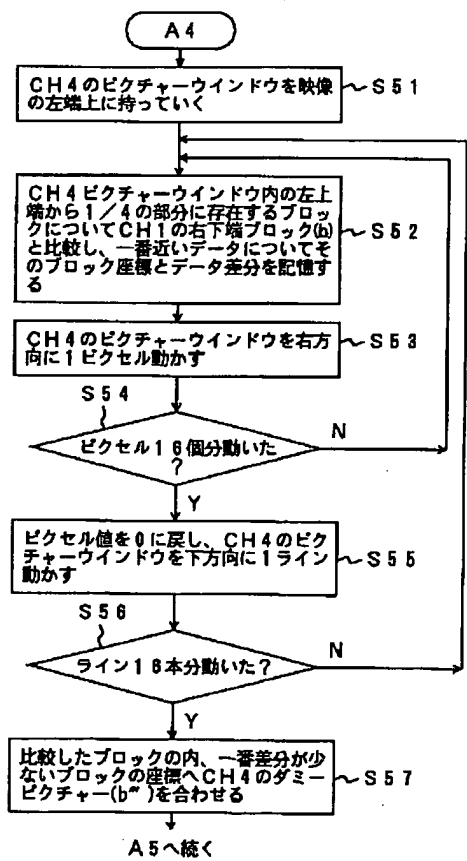 A4
CH4のピクチャーウインドウを映像
の左端上に持っていく
S51
CH4ピクチャーウインドウ内の左上
端から1/4の部分に存在するブロッ
クについてCH1の右下端ブロック(b)
と比較し、一番近いデータについてそ
のブロック座標とデータ差分を記憶す
る
S52
CH4のピクチャーウインドウを右方
向に1ピクセル動かす
S53
S54
ピクセル16個分動いた
?
N
Y
ピクセル値を0に戻し、CH4のピク
チャーウインドウを下方向に1ライン
動かす
S55
S56
ライン16本分動いた?
N
Y
比較したブロックの内、一番差分が少
ないブロックの座標へCH4のダミー
ピクチャー(b‴)を合わせる
S57
A5へ続く